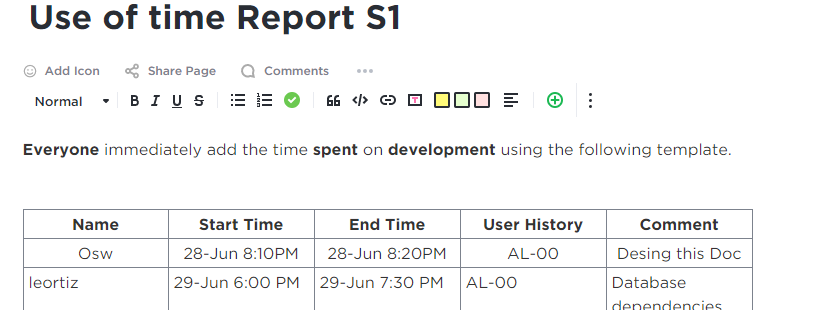 Use of time Report S1
Add Icon Share Page Comments
Normal B I U S T
Everyone immediately add the time spent on development using the following template.
Name Start Time End Time User History Comment
Osw 28-Jun 8:10PM 28-Jun 8:20PM AL-00 Desing this Doc
leortiz 29-Jun 6:00 PM 29-Jun 7:30 PM AL-00 Database
dependencies